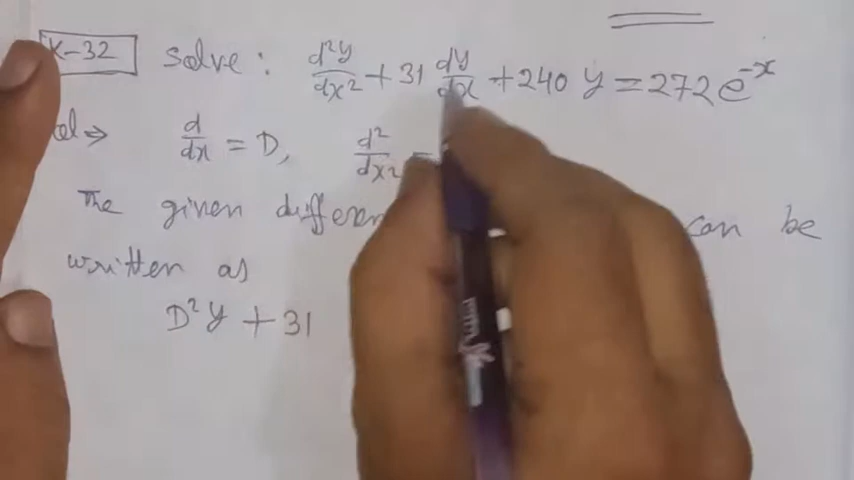 K-32 Solve : d²y/dx² + 31 dy/dx + 240 y = 272 e^-x
d/dx = D, d²/dx² =
The given differen can be
written as
D²y + 31